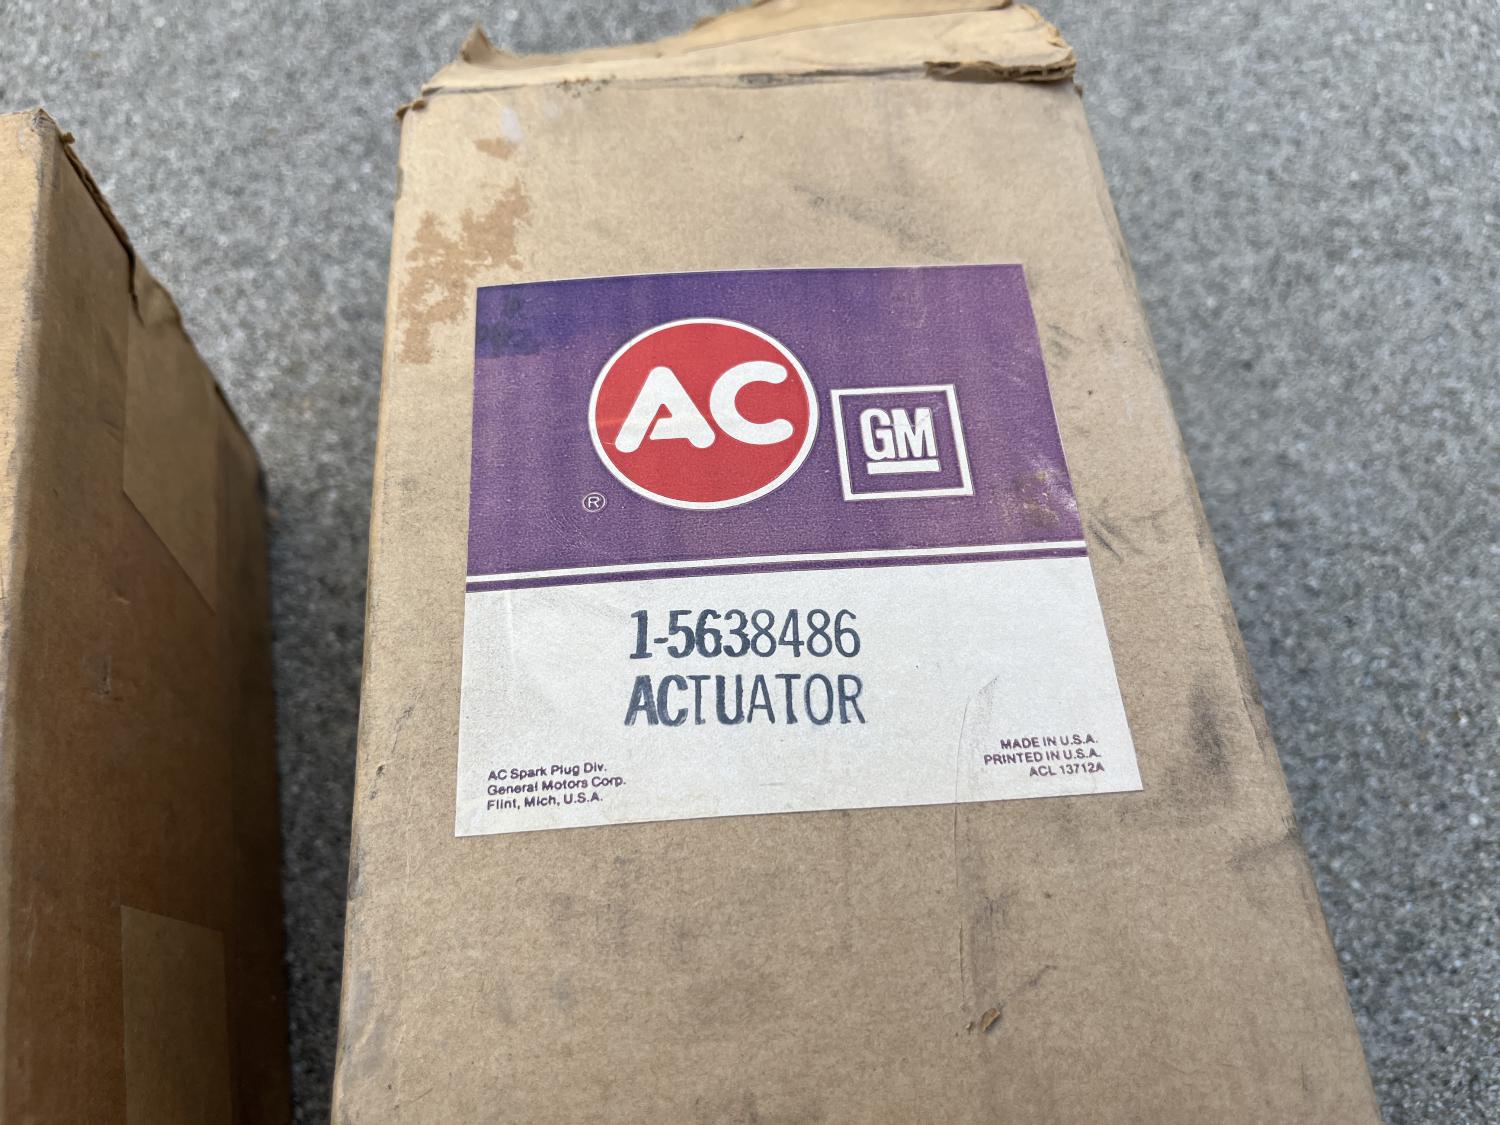 AC
GM
®
1-5638486
ACTUATOR
AC Spark Plug Div.
General Motors Corp.
Flint, Mich, U.S.A.
MADE IN U.S.A.
PRINTED IN U.S.A.
ACL 13712A